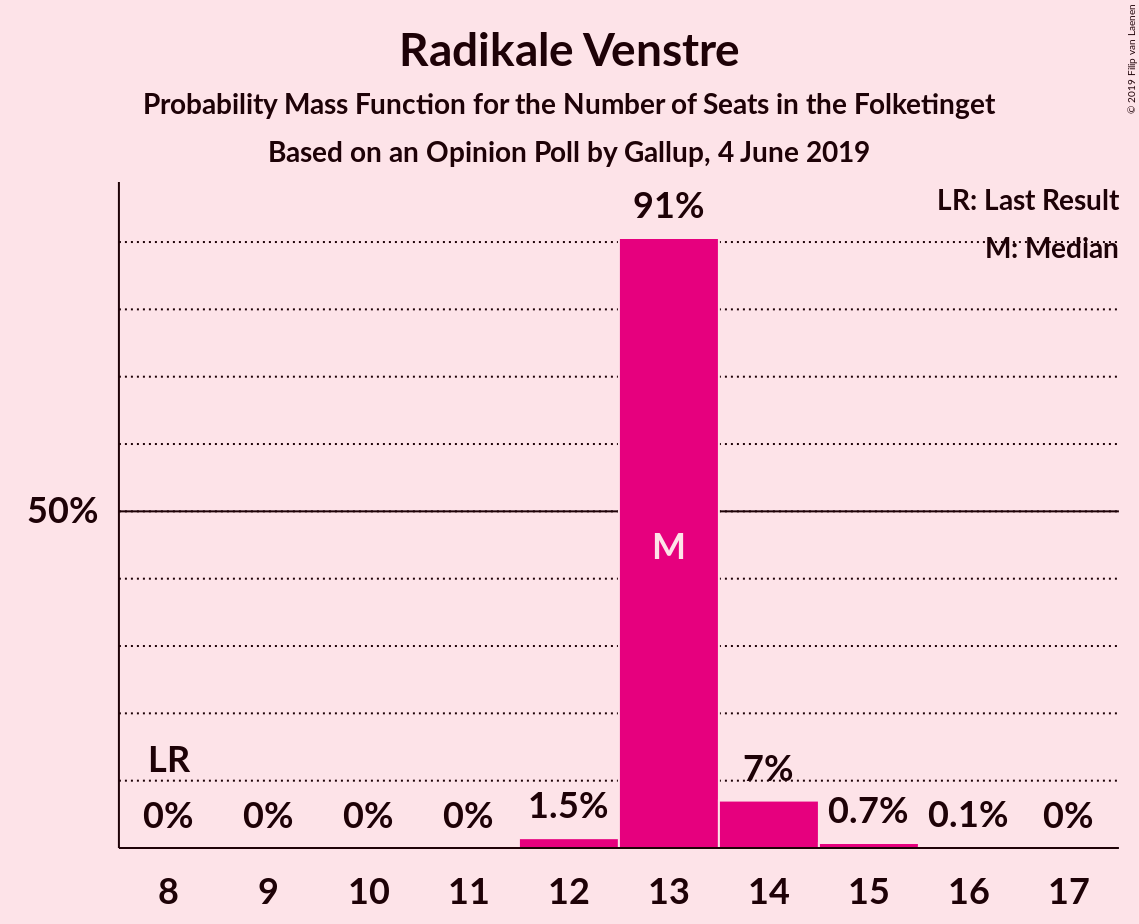 Radikale Venstre
Probability Mass Function for the Number of Seats in the Folketinget
Based on an Opinion Poll by Gallup, 4 June 2019
© 2019 Filip van Laenen
LR: Last Result
M: Median
91%
50%
M
LR
7%
0% 0% 0% 0% 1.5% 0.7% 0.1% 0%
8 9 10 11 12 13 14 15 16 17